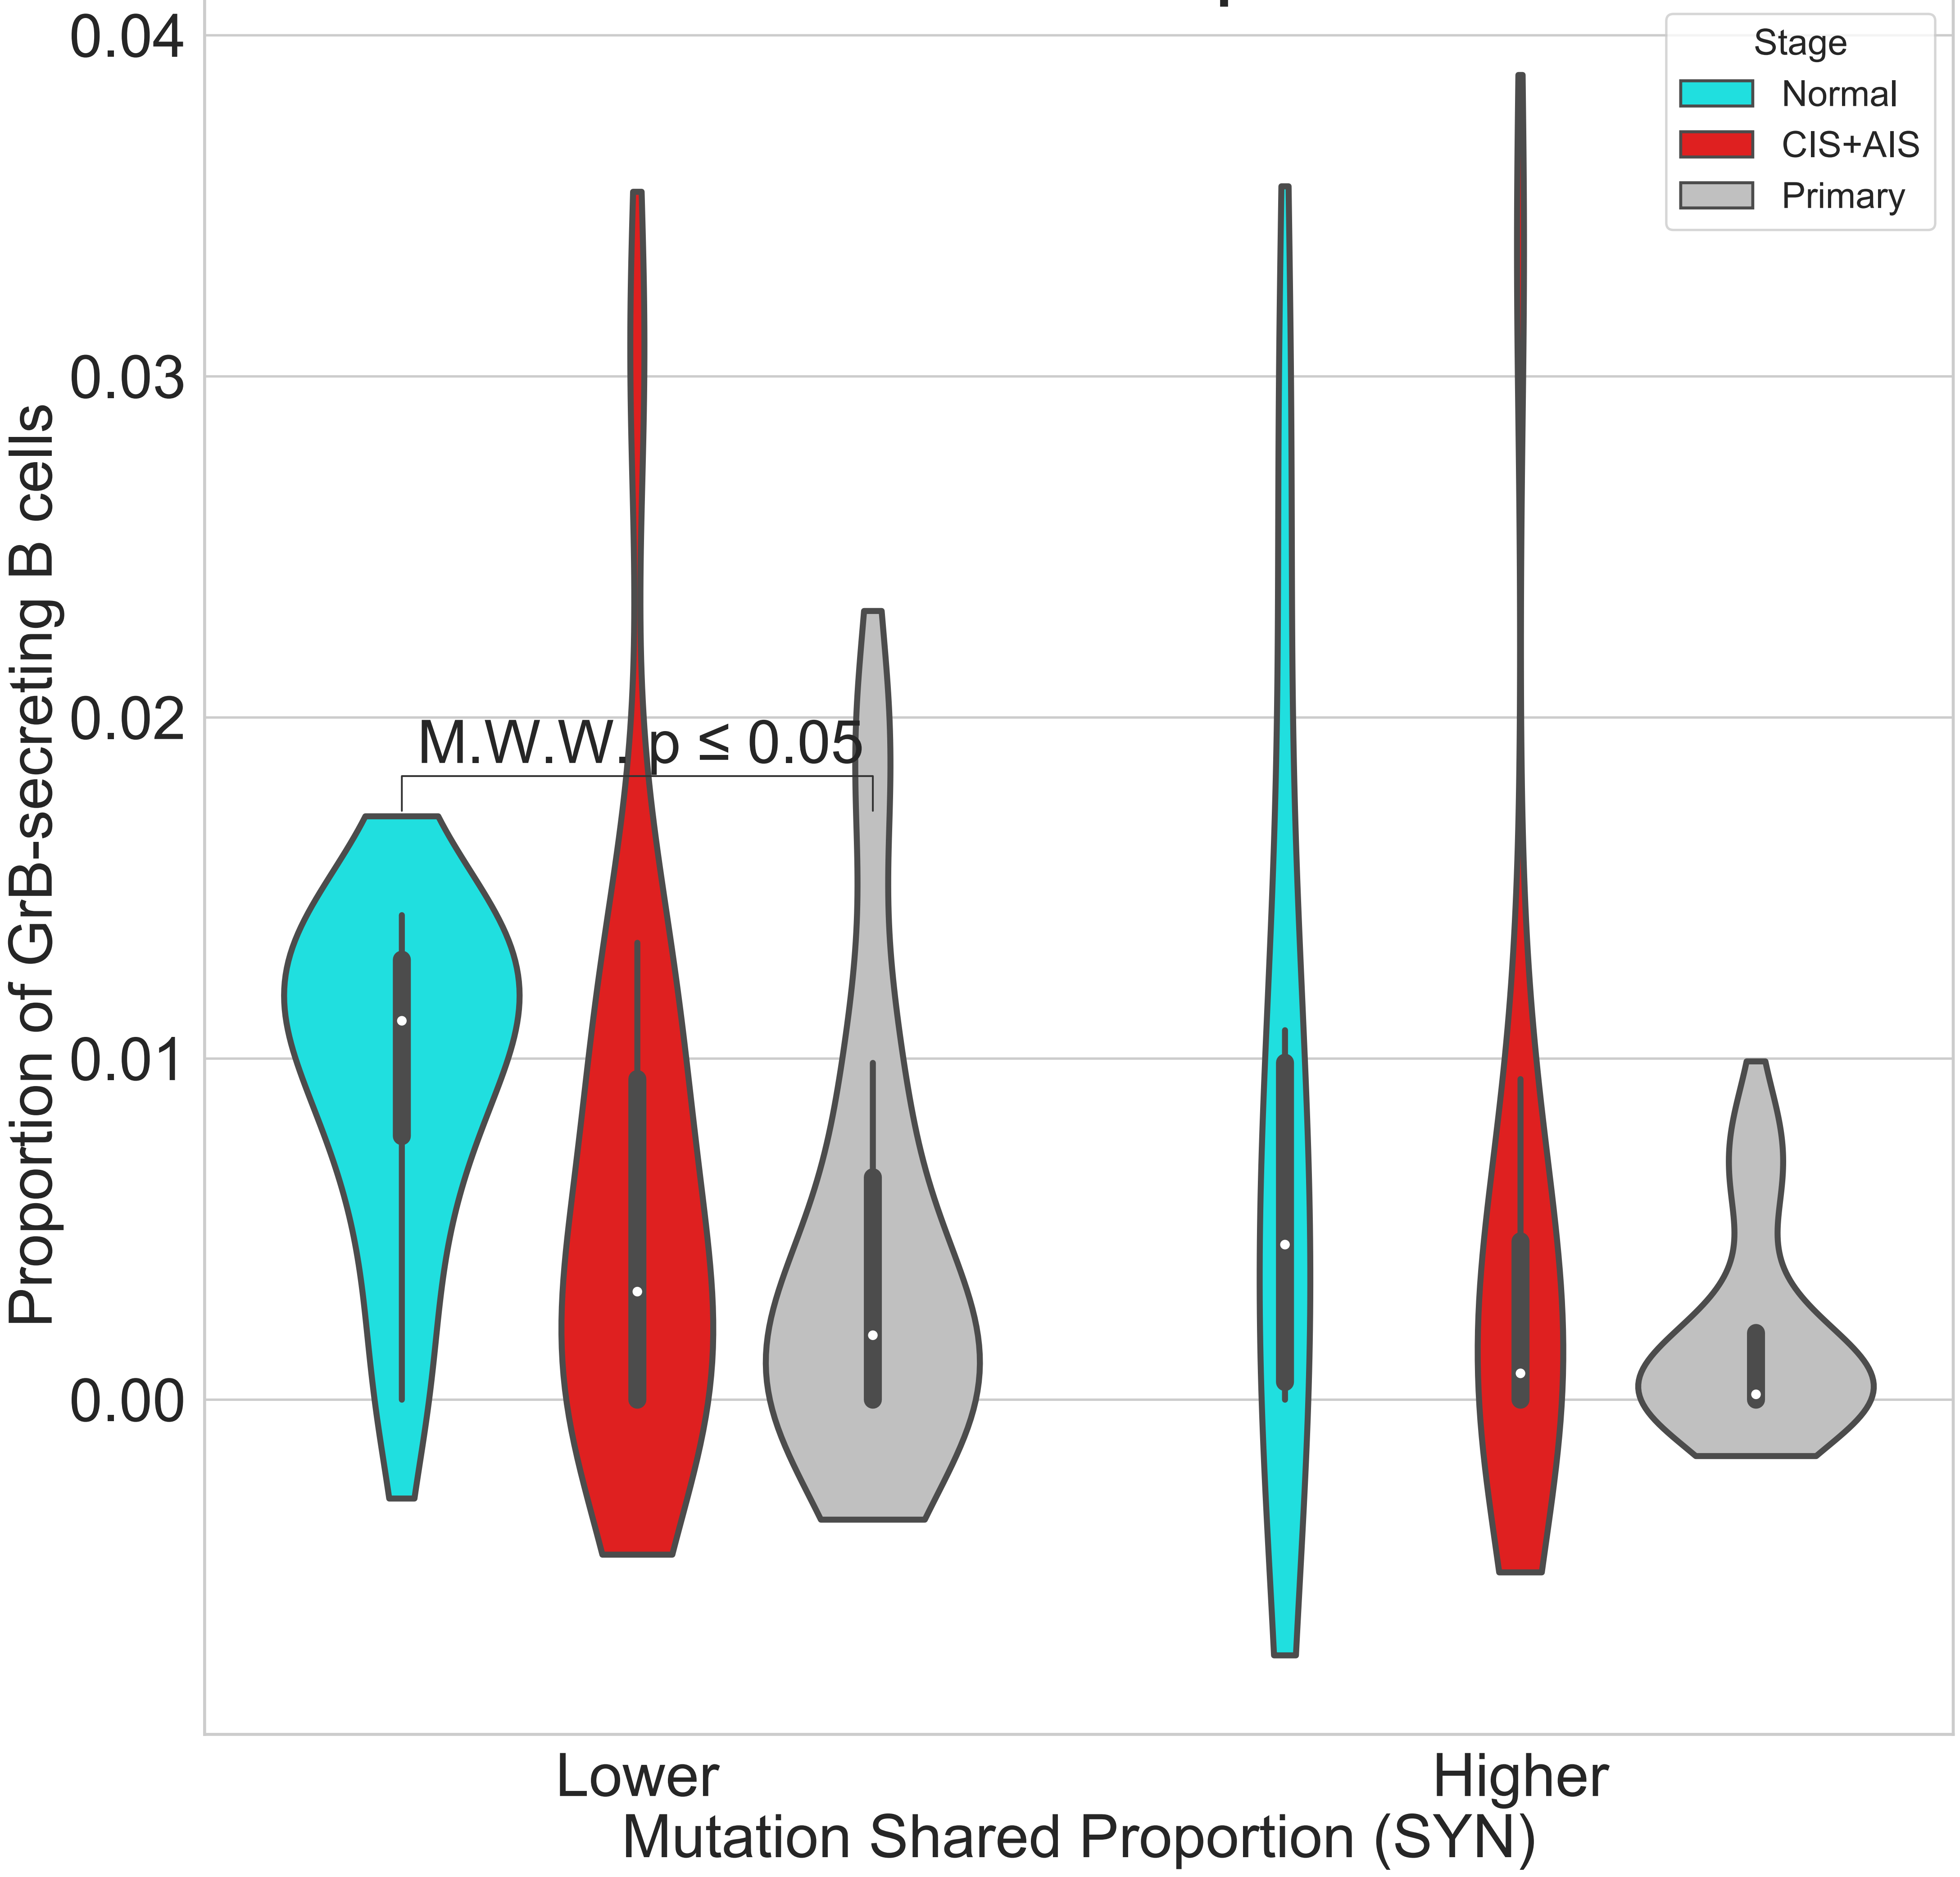 0.04
0.03
0.02
0.01
0.00
Proportion of GrB-secreting B cells
Stage
Normal
CIS+AIS
Primary
M.W.W. p ≤ 0.05
Lower
Higher
Mutation Shared Proportion (SYN)